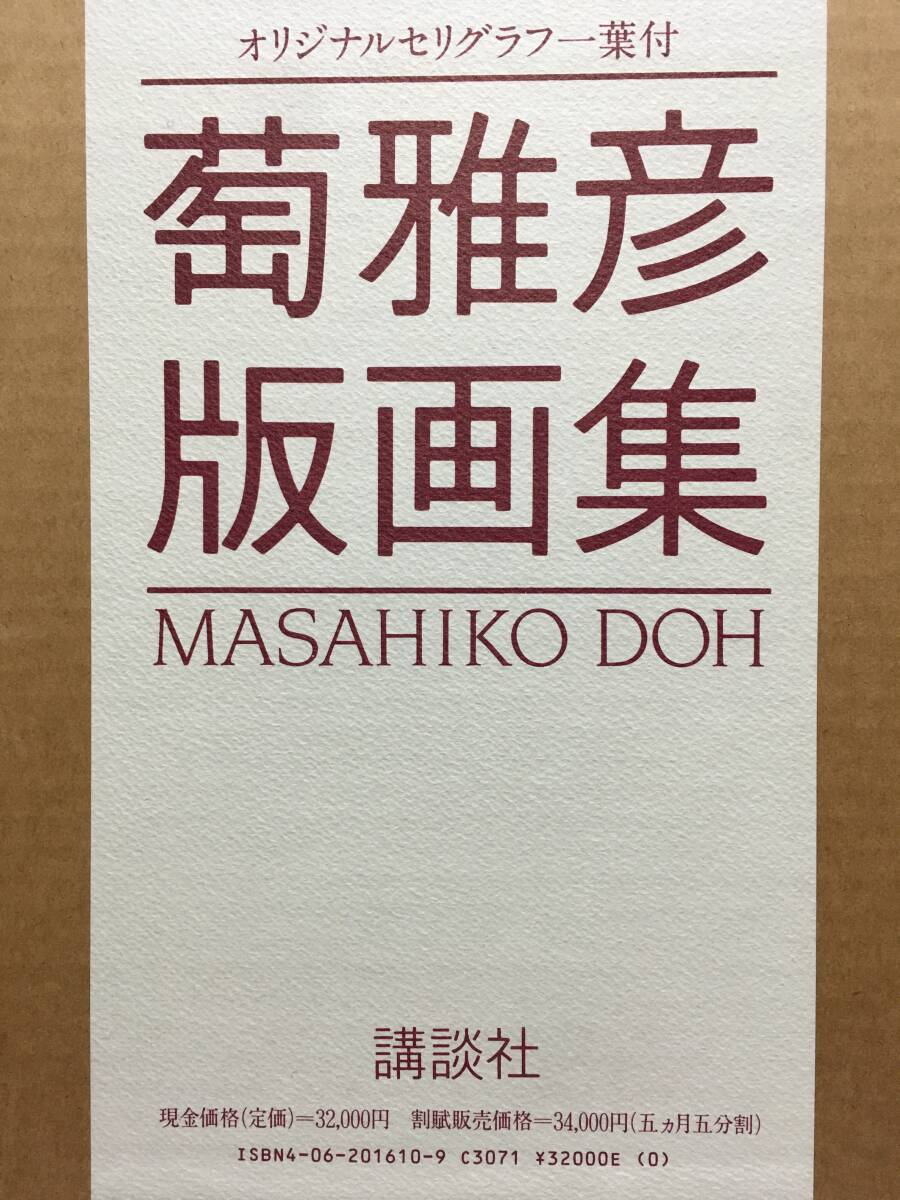 オリジナルセリグラフ一葉付
萄雅彦
版画集
MASAHIKO DOH
講談社
現金価格(定価)=32,000円 割賦販売価格=34,000円(五ヵ月五分割)
ISBN4-06-201610-9 C3071 ¥32000E (0)